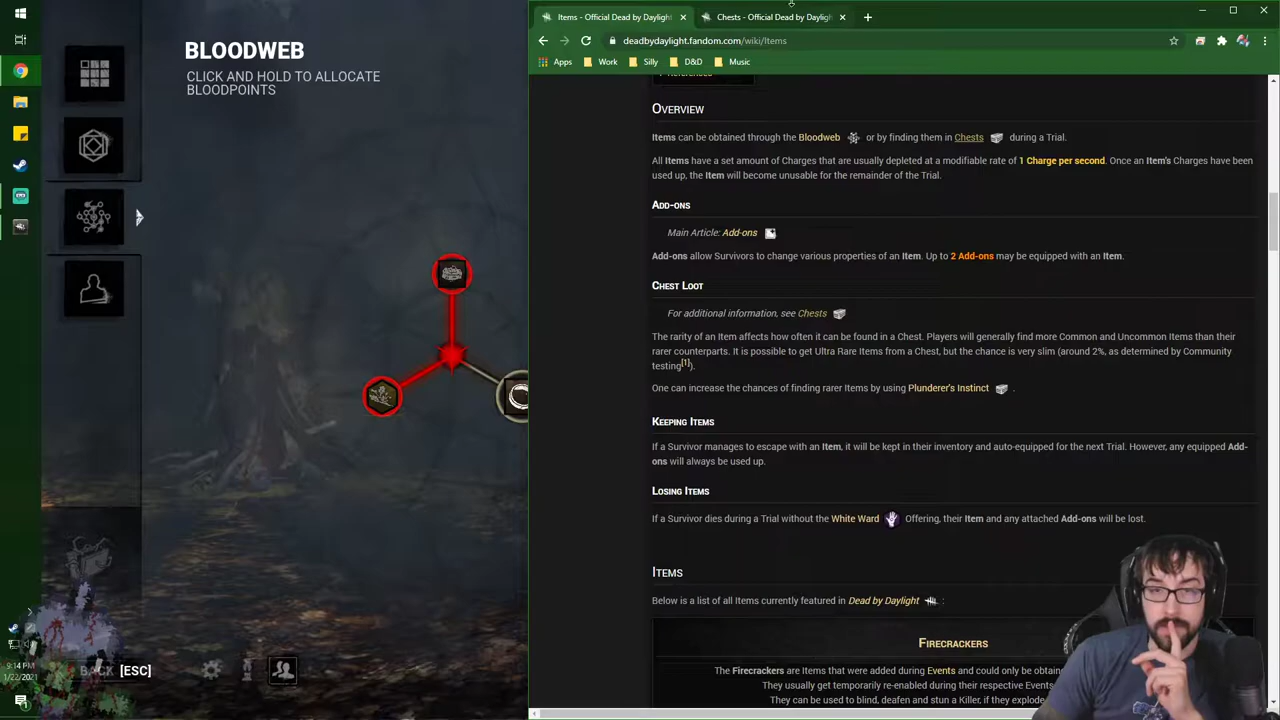 BLOODWEB
CLICK AND HOLD TO ALLOCATE
BLOODPOINTS
BACK [ESC]
9:14 PM
1/22/2021
Items - Official Dead by Daylight
Chests - Official Dead by Dayligh
deadbydaylight.fandom.com/wiki/Items
Apps Work Silly D&D Music
OVERVIEW
Items can be obtained through the Bloodweb or by finding them in Chests during a Trial.
All Items have a set amount of Charges that are usually depleted at a modifiable rate of 1 Charge per second. Once an Item's Charges have been
used up, the Item will become unusable for the remainder of the Trial.
ADD-ONS
Main Article: Add-ons
Add-ons allow Survivors to change various properties of an Item. Up to 2 Add-ons may be equipped with an Item.
CHEST LOOT
For additional information, see Chests
The rarity of an Item affects how often it can be found in a Chest. Players will generally find more Common and Uncommon Items than their
rarer counterparts. It is possible to get Ultra Rare Items from a Chest, but the chance is very slim (around 2%, as determined by Community
testing[1]).
One can increase the chances of finding rarer Items by using Plunderer's Instinct .
KEEPING ITEMS
If a Survivor manages to escape with an Item, it will be kept in their inventory and auto-equipped for the next Trial. However, any equipped Add-
ons will always be used up.
LOSING ITEMS
If a Survivor dies during a Trial without the White Ward Offering, their Item and any attached Add-ons will be lost.
ITEMS
Below is a list of all Items currently featured in Dead by Daylight :
FIRECRACKERS
The Firecrackers are Items that were added during Events and could only be obtain
They usually get temporarily re-enabled during their respective Events
They can be used to blind, deafen and stun a Killer, if they explode